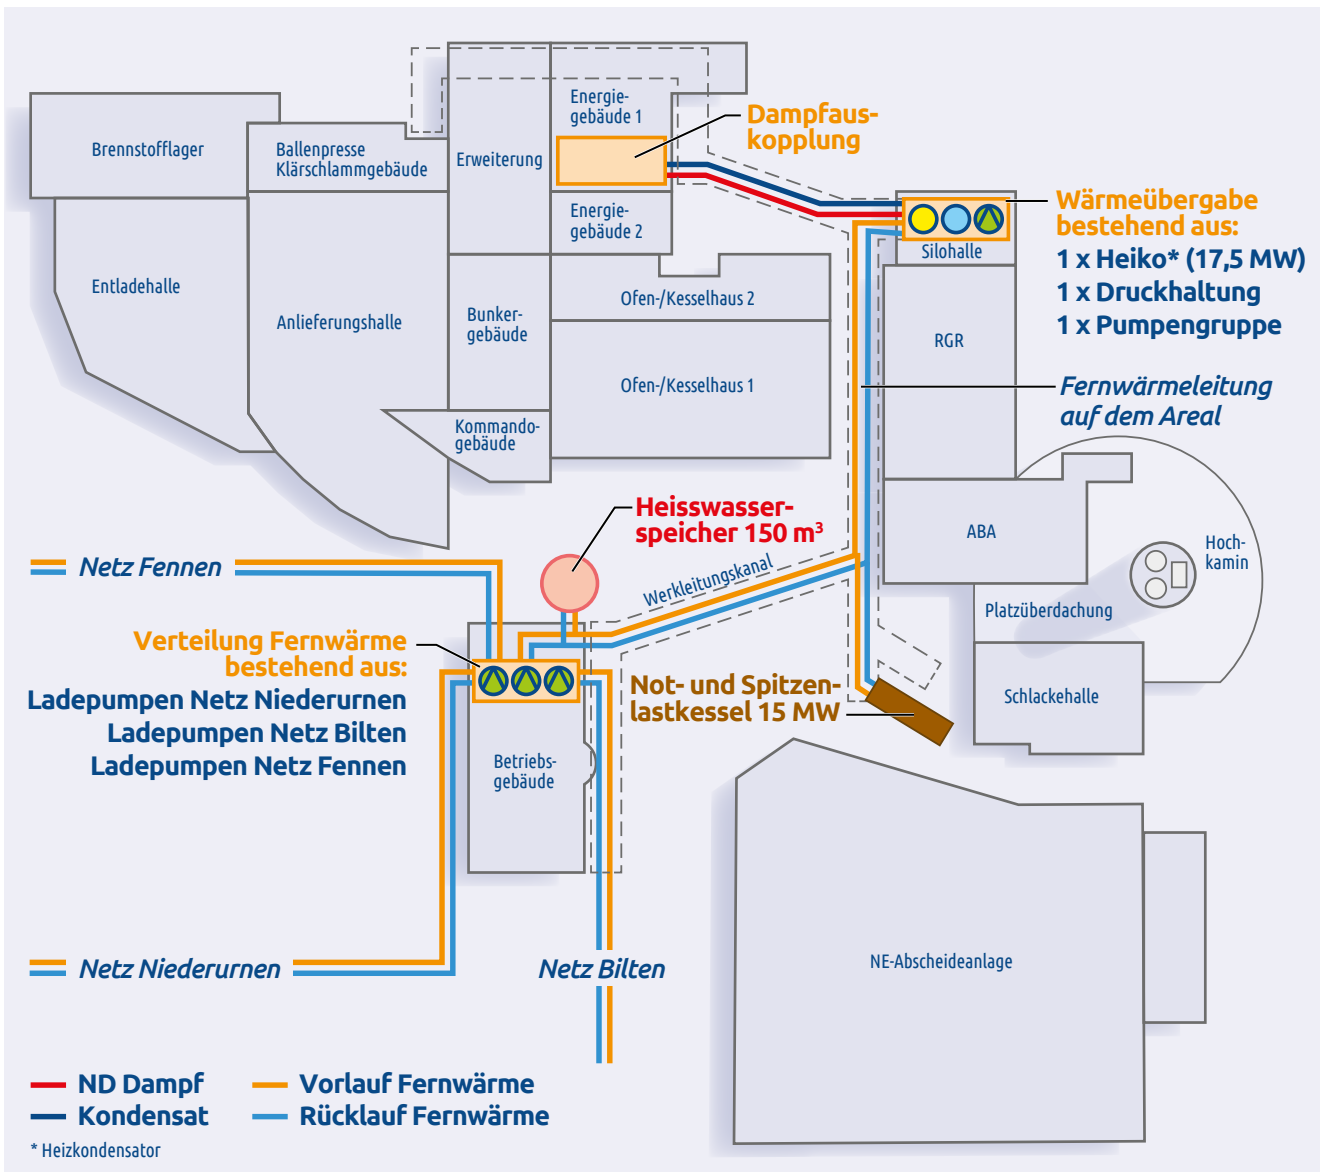 Energie-
gebäude 1
Dampfaus-
kopplung
Brennstofflager
Ballenpresse
Klärschlammgebäude
Erweiterung
Energie-
gebäude 2
Wärmeübergabe
bestehend aus:
1 x Heiko* (17,5 MW)
1 x Druckhaltung
1 x Pumpengruppe
Silohalle
Entladehalle
Anlieferungshalle
Bunker-
gebäude
Ofen-/Kesselhaus 2
RGR
Ofen-/Kesselhaus 1
Fernwärmeleitung
auf dem Areal
Kommando-
gebäude
Heisswasser-
speicher 150 m³
ABA
Hoch-
kamin
Netz Fennen
Werkleitungskanal
Platzüberdachung
Verteilung Fernwärme
bestehend aus:
Ladepumpen Netz Niederurnen
Ladepumpen Netz Bilten
Ladepumpen Netz Fennen
Not- und Spitzen-
lastkessel 15 MW
Schlackehalle
Betriebs-
gebäude
Netz Niederurnen
Netz Bilten
NE-Abscheideanlage
ND Dampf
Vorlauf Fernwärme
Kondensat
Rücklauf Fernwärme
* Heizkondensator